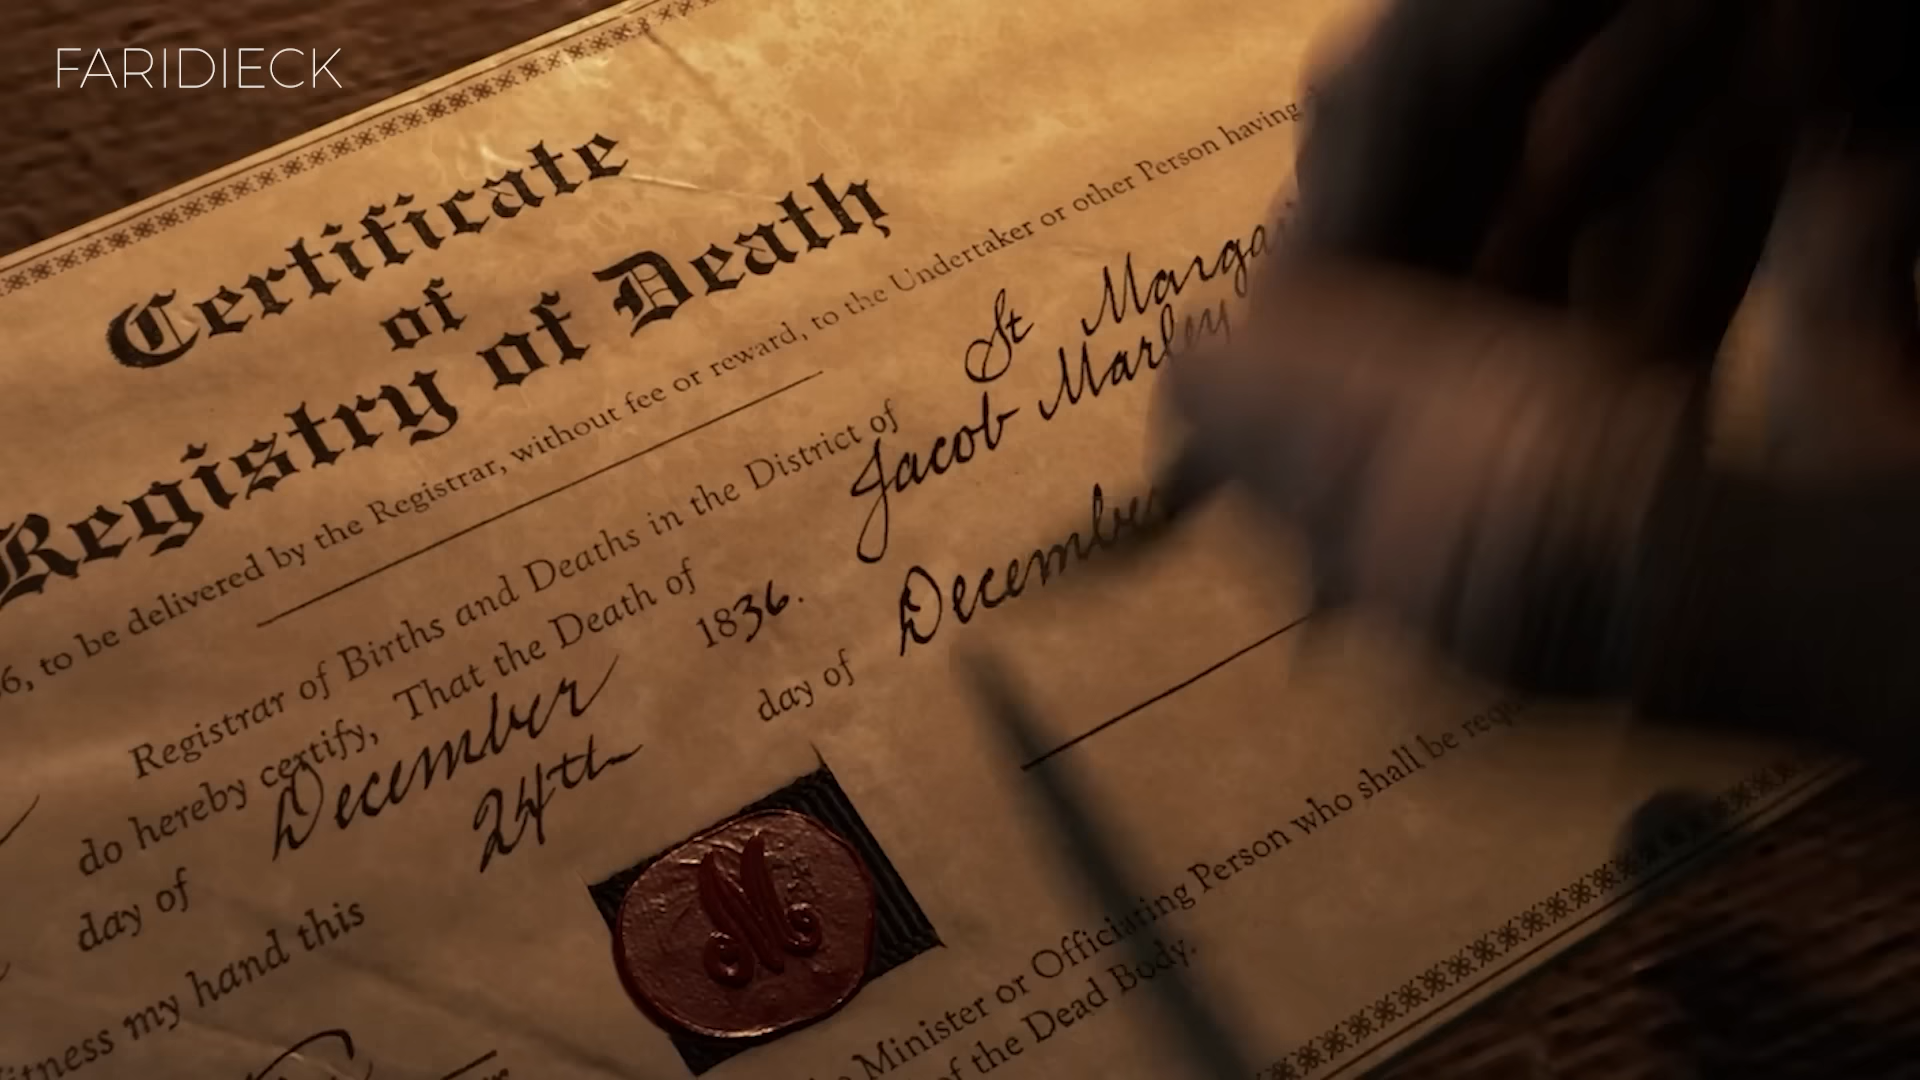 FARIDIECK
Certificate
of
Registry of Death
6, to be delivered by the Registrar, without fee or reward, to the Undertaker or other Person having
Registrar of Births and Deaths in the District of St
do hereby certify, That the Death of Jacob Marley
day of December 1836.
24th day of December
itness my hand this
M
Minister or Officiating Person who shall be
of the Dead Body.